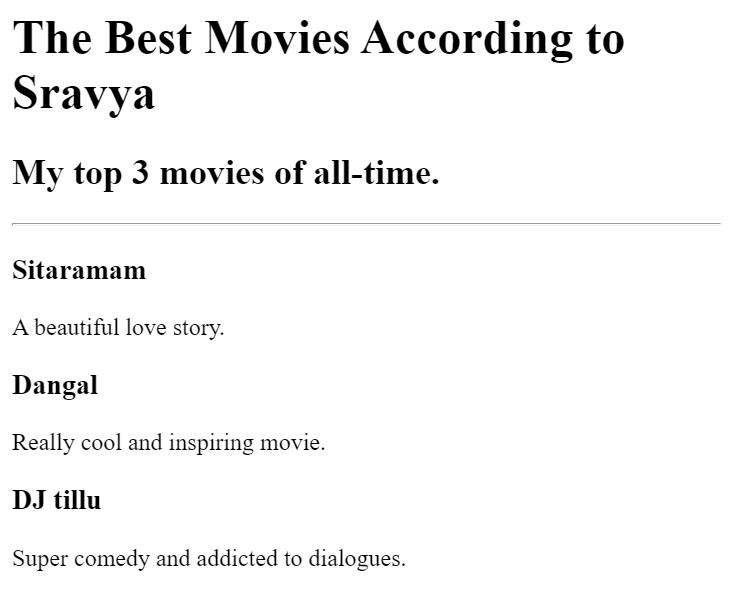 The Best Movies According to
Sravya
My top 3 movies of all-time.
Sitaramam
A beautiful love story.
Dangal
Really cool and inspiring movie.
DJ tillu
Super comedy and addicted to dialogues.